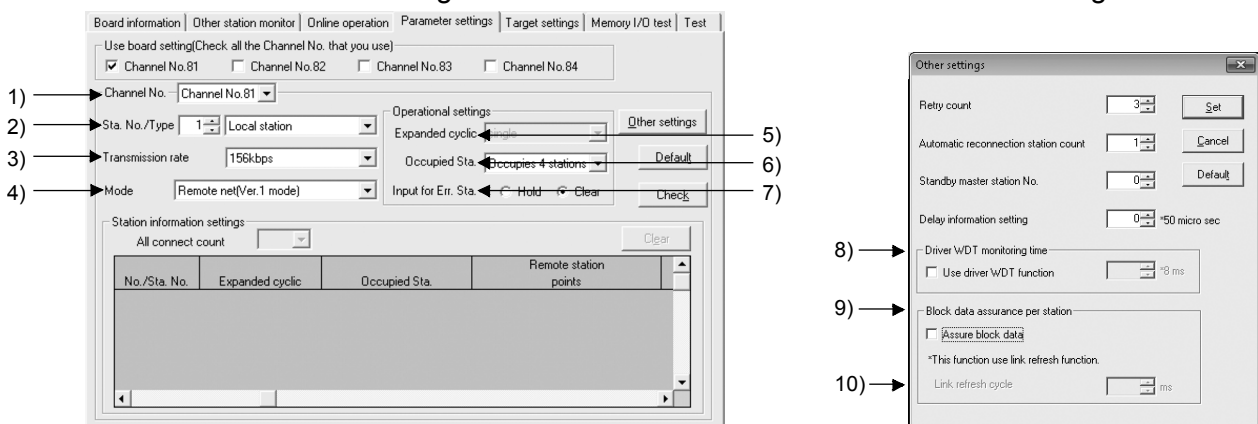 Board information Other station monitor Online operation Parameter settings Target settings Memory I/O test Test
Use board setting(Check all the Channel No. that you use)
Channel No.81 Channel No.82 Channel No.83 Channel No.84
1) Channel No. Channel No.81
2) Sta. No./Type 1 Local station
3) Transmission rate 156kbps
4) Mode Remote net(Ver.1 mode)
Operational settings
Expanded cyclic single 5)
Occupied Sta. Occupies 4 stations 6)
Input for Err. Sta. Hold Clear 7)
Other settings
Default
Check
Station information settings
All connect count
Clear
No./Sta. No. Expanded cyclic Occupied Sta. Remote station points
Other settings
Retry count 3 Set
Automatic reconnection station count 1 Cancel
Standby master station No. 0 Default
Delay information setting 0 *50 micro sec
8) Driver WDT monitoring time
Use driver WDT function *8 ms
9) Block data assurance per station
Assure block data
*This function use link refresh function.
10) Link refresh cycle ms